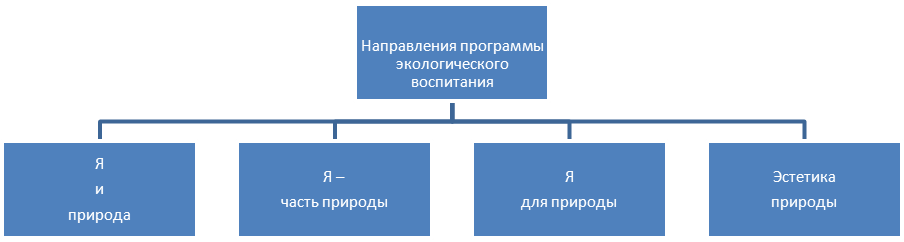 Направления программы
экологического
воспитания
Я
и
природа
Я –
часть природы
Я
для природы
Эстетика
природы